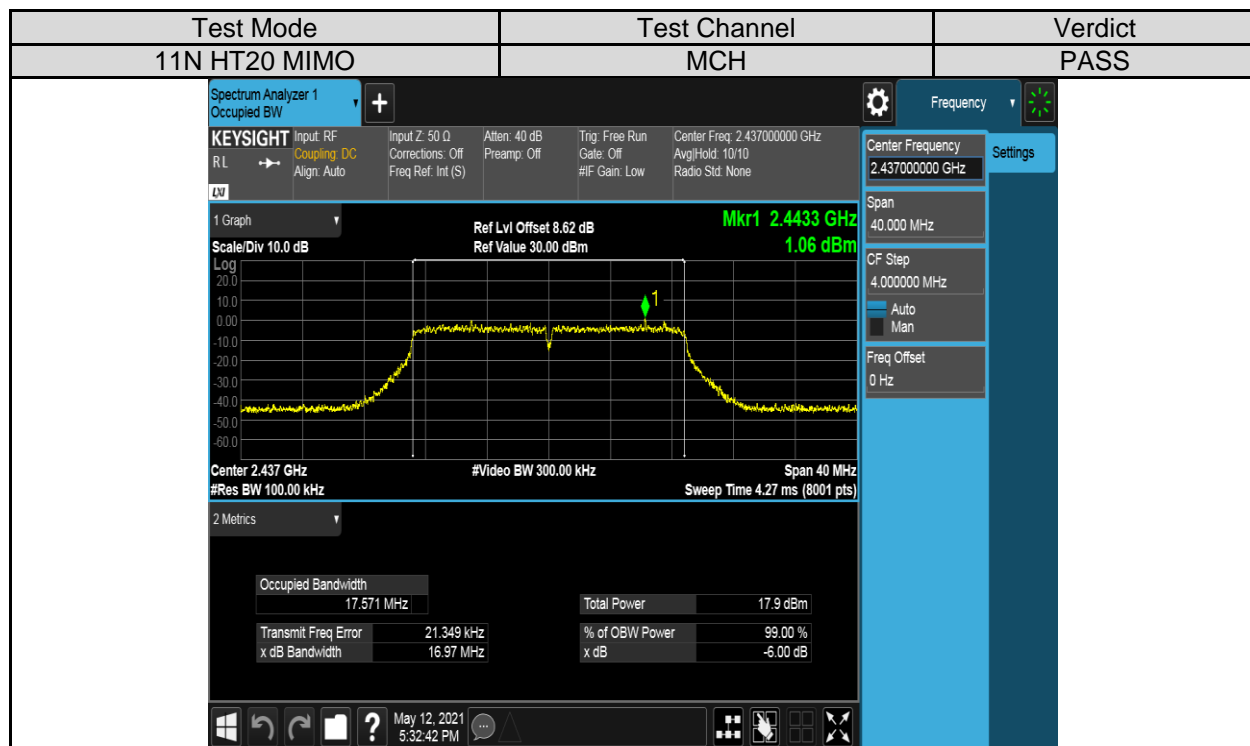 Test Mode Test Channel Verdict
11N HT20 MIMO MCH PASS
Spectrum Analyzer 1
Occupied BW
+
Frequency
KEYSIGHT
RL
LXI
Input: RF
Coupling: DC
Align: Auto
Input Z: 50 Ω
Corrections: Off
Freq Ref: Int (S)
Atten: 40 dB
Preamp: Off
Trig: Free Run
Gate: Off
#IF Gain: Low
Center Freq: 2.437000000 GHz
Avg|Hold: 10/10
Radio Std: None
Center Frequency
2.437000000 GHz
Settings
Span
40.000 MHz
CF Step
4.000000 MHz
Auto
Man
Freq Offset
0 Hz
1 Graph
Scale/Div 10.0 dB
Ref Lvl Offset 8.62 dB
Ref Value 30.00 dBm
Mkr1 2.4433 GHz
1.06 dBm
Log
20.0
10.0
0.00
-10.0
-20.0
-30.0
-40.0
-50.0
-60.0
1
Center 2.437 GHz
#Res BW 100.00 kHz
#Video BW 300.00 kHz
Span 40 MHz
Sweep Time 4.27 ms (8001 pts)
2 Metrics
Occupied Bandwidth
17.571 MHz
Total Power 17.9 dBm
Transmit Freq Error 21.349 kHz
% of OBW Power 99.00 %
x dB Bandwidth 16.97 MHz
x dB -6.00 dB
?
May 12, 2021
5:32:42 PM